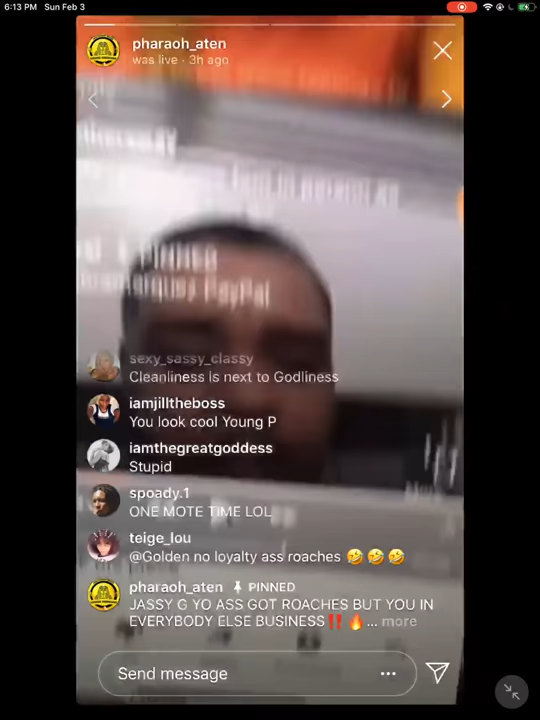 6:13 PM Sun Feb 3
pharaoh_aten
was live · 3h ago
PayPal
sexy_sassy_classy
Cleanliness is next to Godliness
iamjilltheboss
You look cool Young P
iamthegreatgoddess
Stupid
spoady.1
ONE MOTE TIME LOL
teige_lou
@Golden no loyalty ass roaches 🤣🤣🤣
pharaoh_aten PINNED
JASSY G YO ASS GOT ROACHES BUT YOU IN
EVERYBODY ELSE BUSINESS‼️🔥... more
Send message